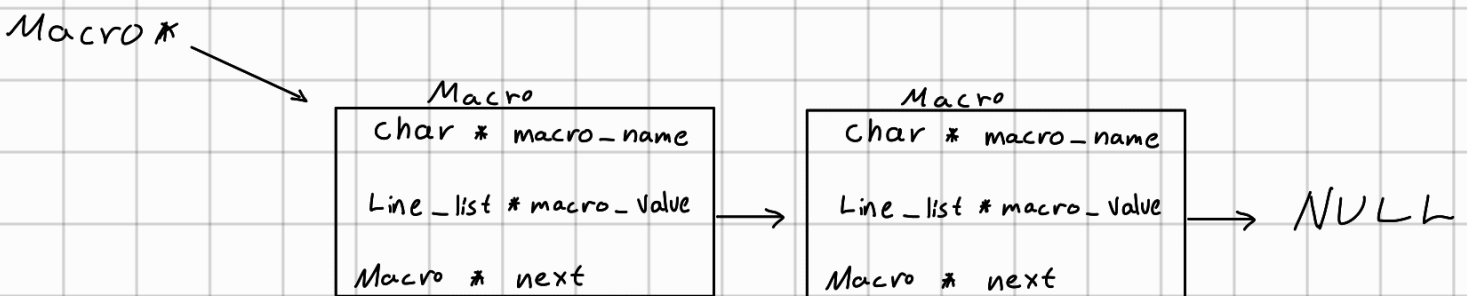 Macro *
Macro
char * macro_name
Line_list * macro_value
Macro * next
Macro
char * macro_name
Line_list * macro_value
Macro * next
NULL